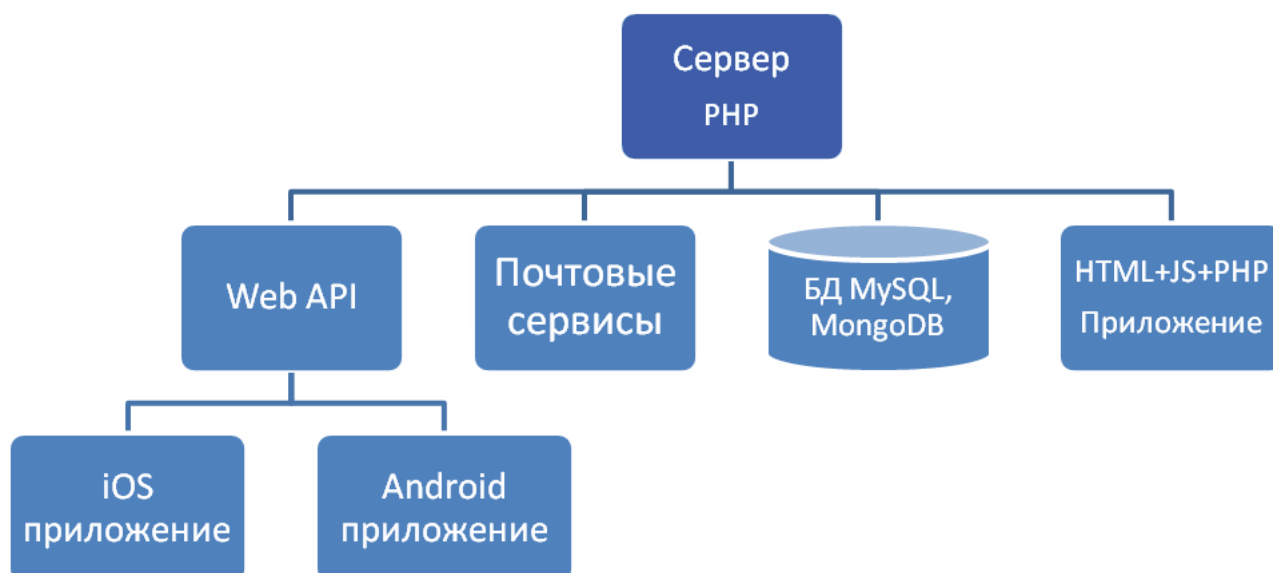 Сервер
PHP
Web API
Почтовые
сервисы
БД MySQL,
MongoDB
HTML+JS+PHP
Приложение
iOS
приложение
Android
приложение